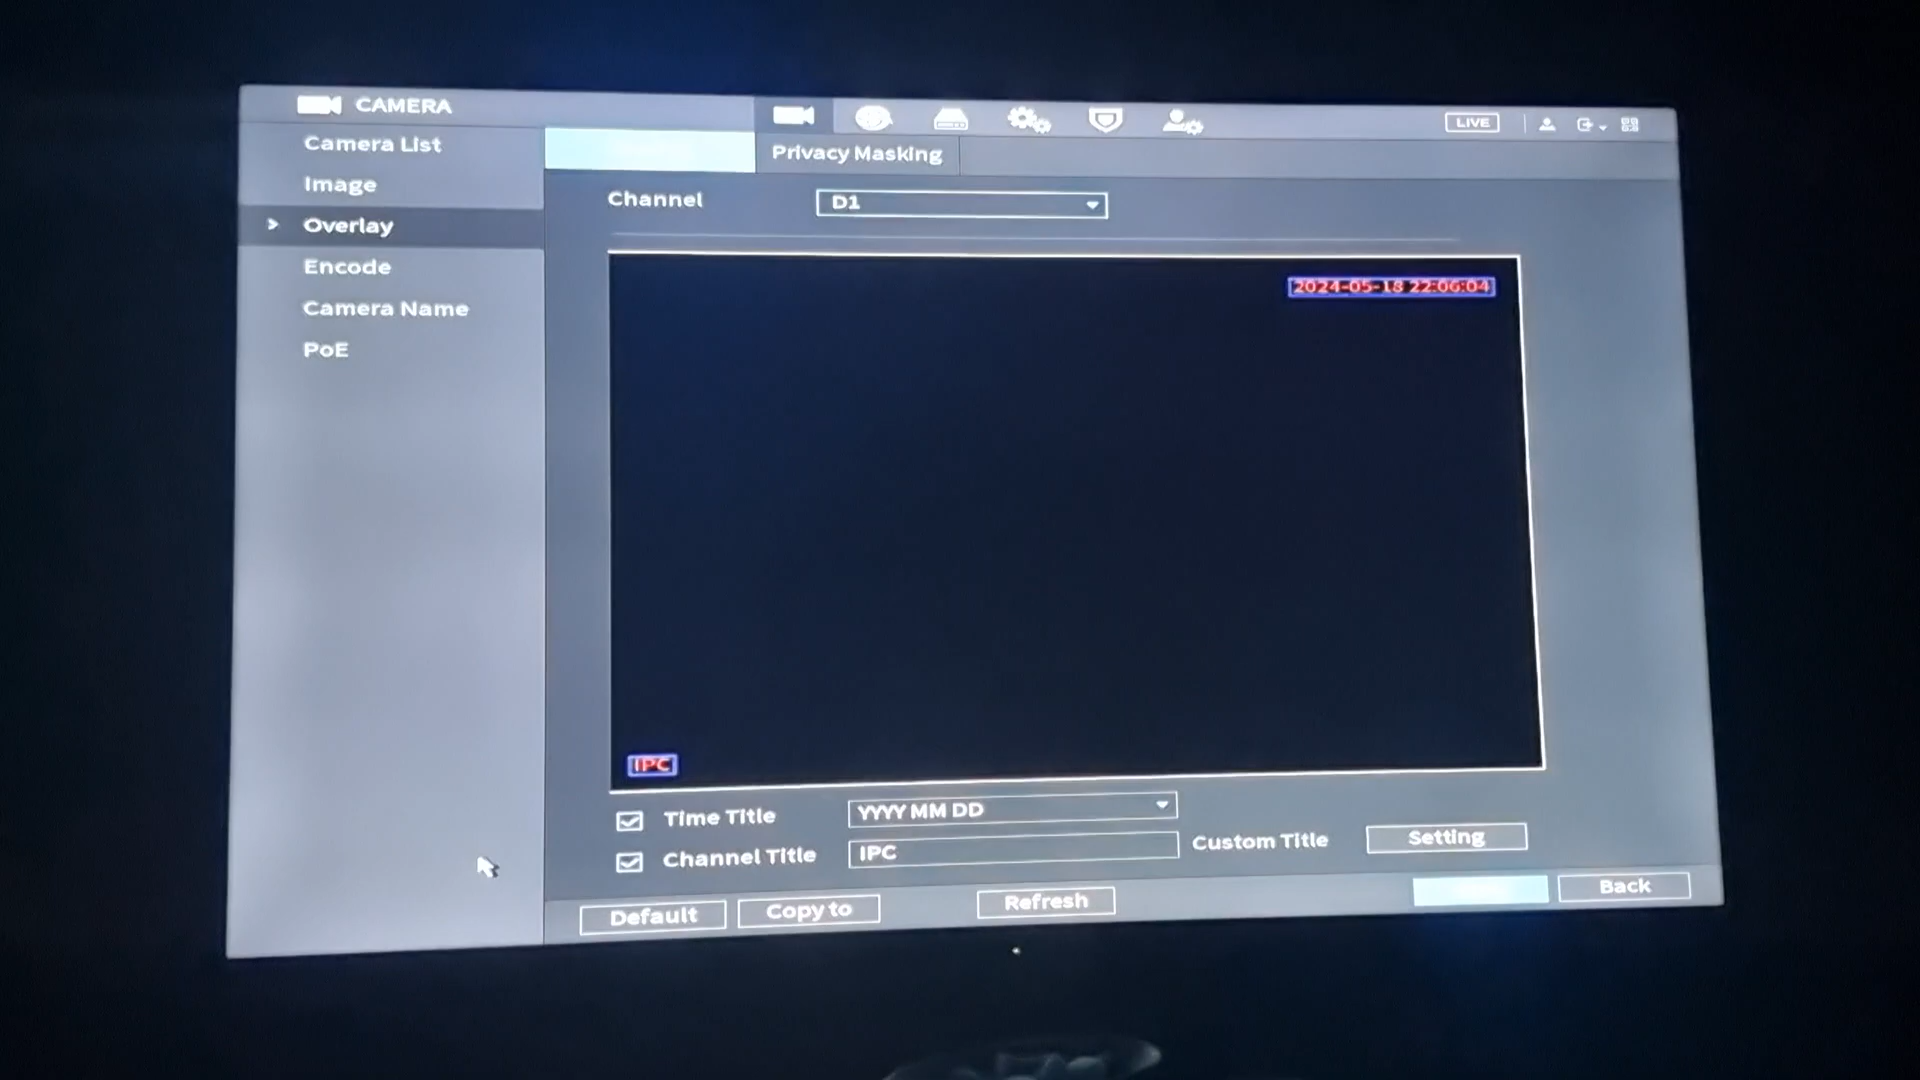 CAMERA
LIVE
Camera List
Image
Overlay
Encode
Camera Name
PoE
Privacy Masking
Channel
D1
2024-05-18 22:06:04
IPC
Time Title
YYYY MM DD
Channel Title
IPC
Custom Title
Setting
Default
Copy to
Refresh
Back